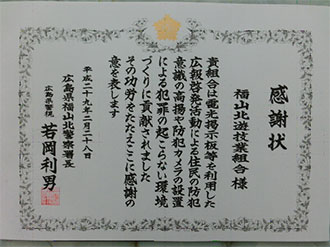 感謝状
福山北遊技業組合様
貴組合は電光掲示板等を利用した
広報啓発活動による住民の防犯
意識の高揚や防犯カメラの設置
による犯罪の起こらない環境
づくりに貢献されました
その功労をたたえここに感謝の
意を表します
平成二十九年二月二十八日
広島県福山北警察署長
広島県警視 若岡利男